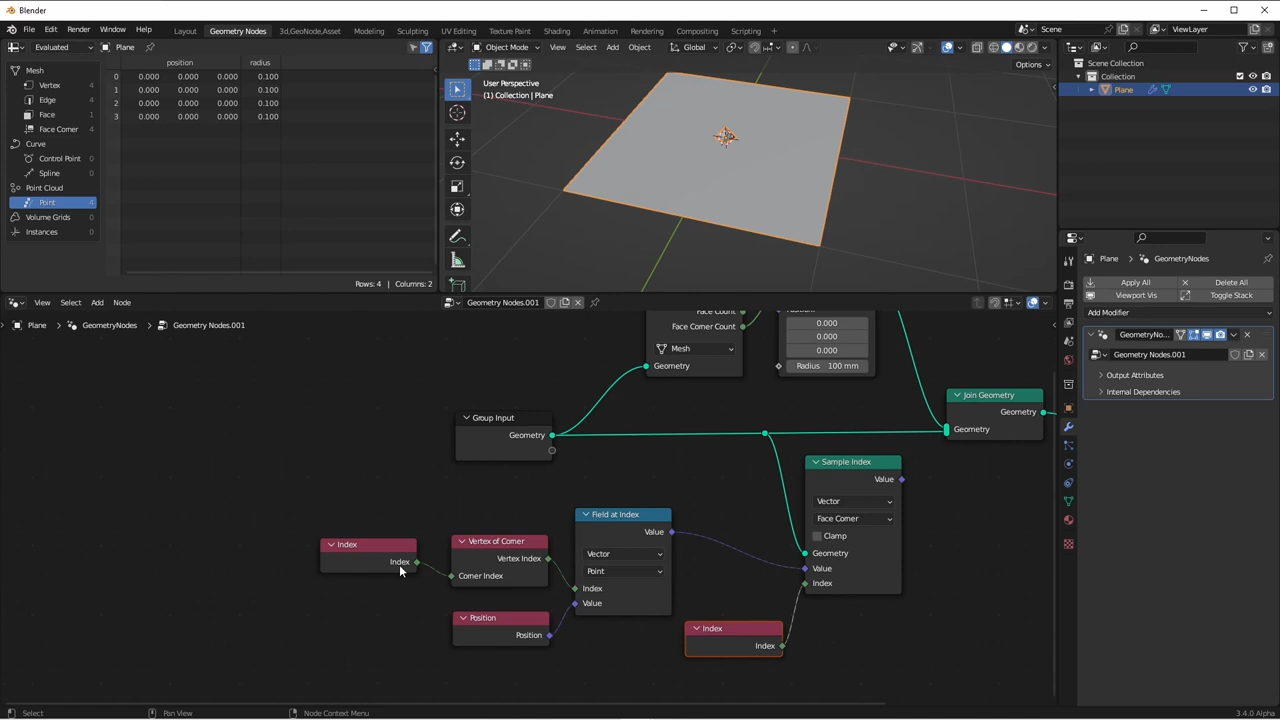 Blender
File Edit Render Window Help Layout Geometry Nodes 3d,GeoNode,Asset Modeling Sculpting UV Editing Texture Paint Shading Animation Rendering Compositing Scripting Scene ViewLayer
Evaluated Plane
position radius
0 0.000 0.000 0.000 0.100
1 0.000 0.000 0.000 0.100
2 0.000 0.000 0.000 0.100
3 0.000 0.000 0.000 0.100
Mesh
Vertex 4
Edge 4
Face 1
Face Corner 4
Curve
Control Point 0
Spline 0
Point Cloud
Point 4
Volume Grids 0
Instances 0
Rows: 4 | Columns: 2
Object Mode View Select Add Object Global
Options
User Perspective
(1) Collection | Plane
Scene Collection
Collection
Plane
Plane GeometryNodes
Apply All Delete All
Viewport Vis Toggle Stack
Add Modifier
GeometryNo...
Geometry Nodes.001
Output Attributes
Internal Dependencies
View Select Add Node Geometry Nodes.001
Plane GeometryNodes Geometry Nodes.001
Face Count
Face Corner Count
Mesh
Geometry
0.000
0.000
0.000
Radius 100 mm
Group Input
Geometry
Join Geometry
Geometry
Geometry
Sample Index
Value
Vector
Face Corner
Clamp
Geometry
Value
Index
Field at Index
Value
Vector
Point
Index
Value
Index
Index
Vertex of Corner
Vertex Index
Corner Index
Position
Position
Index
Index
Select Pan View Node Context Menu 3.4.0 Alpha